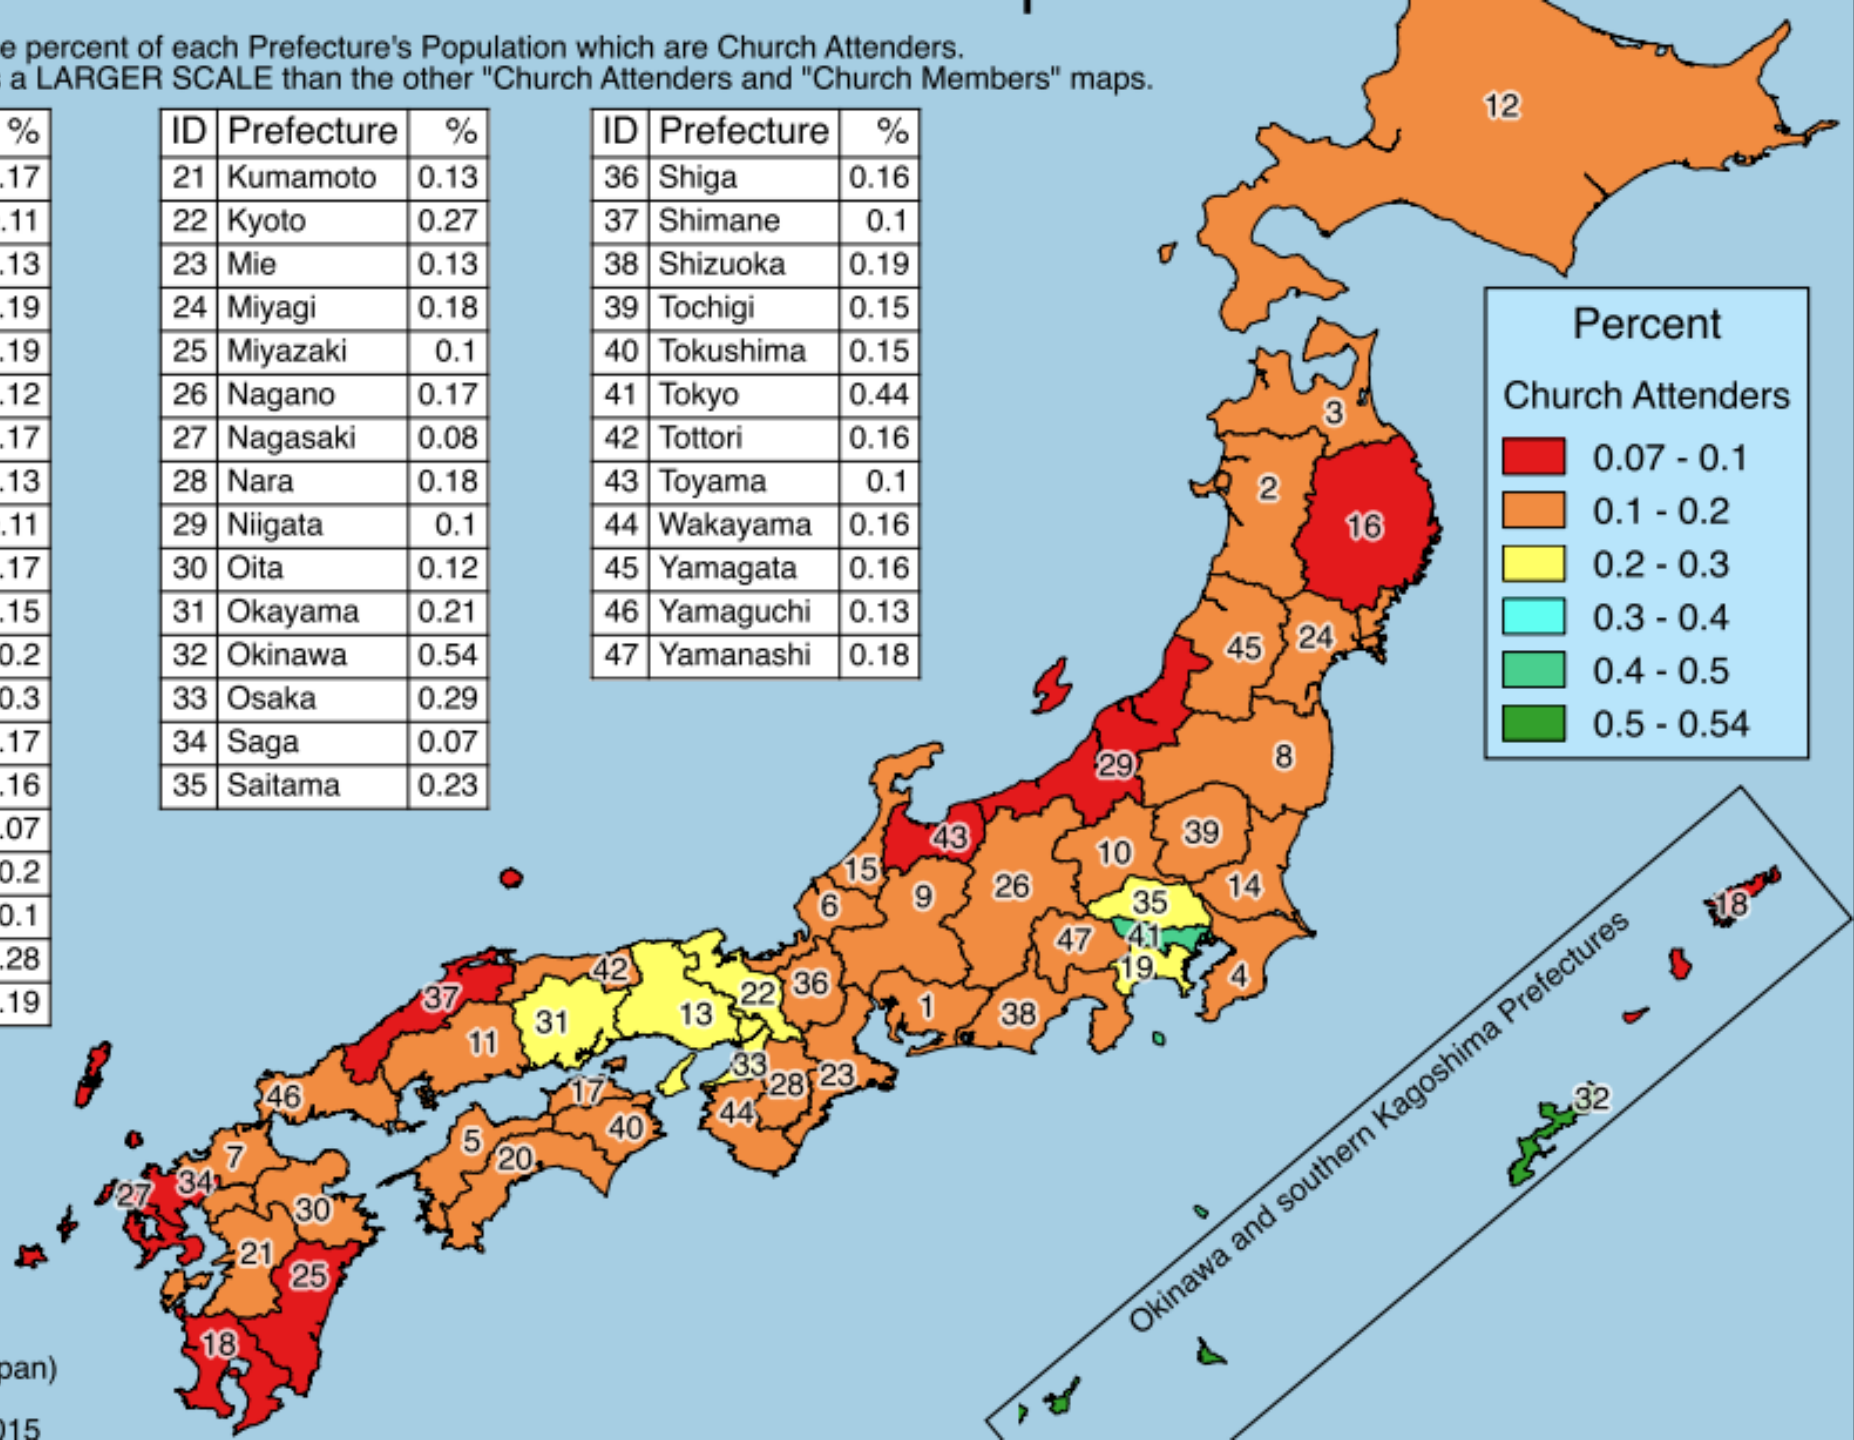 e percent of each Prefecture's Population which are Church Attenders.
s a LARGER SCALE than the other "Church Attenders and "Church Members" maps.
%
.17
.11
.13
.19
.19
.12
.17
.13
.11
.17
.15
0.2
0.3
.17
.16
.07
0.2
0.1
.28
.19
ID Prefecture %
21 Kumamoto 0.13
22 Kyoto 0.27
23 Mie 0.13
24 Miyagi 0.18
25 Miyazaki 0.1
26 Nagano 0.17
27 Nagasaki 0.08
28 Nara 0.18
29 Niigata 0.1
30 Oita 0.12
31 Okayama 0.21
32 Okinawa 0.54
33 Osaka 0.29
34 Saga 0.07
35 Saitama 0.23
ID Prefecture %
36 Shiga 0.16
37 Shimane 0.1
38 Shizuoka 0.19
39 Tochigi 0.15
40 Tokushima 0.15
41 Tokyo 0.44
42 Tottori 0.16
43 Toyama 0.1
44 Wakayama 0.16
45 Yamagata 0.16
46 Yamaguchi 0.13
47 Yamanashi 0.18
Percent
Church Attenders
0.07 - 0.1
0.1 - 0.2
0.2 - 0.3
0.3 - 0.4
0.4 - 0.5
0.5 - 0.54
12
3
2
16
45
24
29
8
43
39
10
15
9
26
14
6
35
41
47
19
4
42
36
37
22
1
38
31
13
11
33
28
23
46
17
44
40
5
20
7
34
27
30
21
25
18
Okinawa and southern Kagoshima Prefectures
18
32
pan)
015